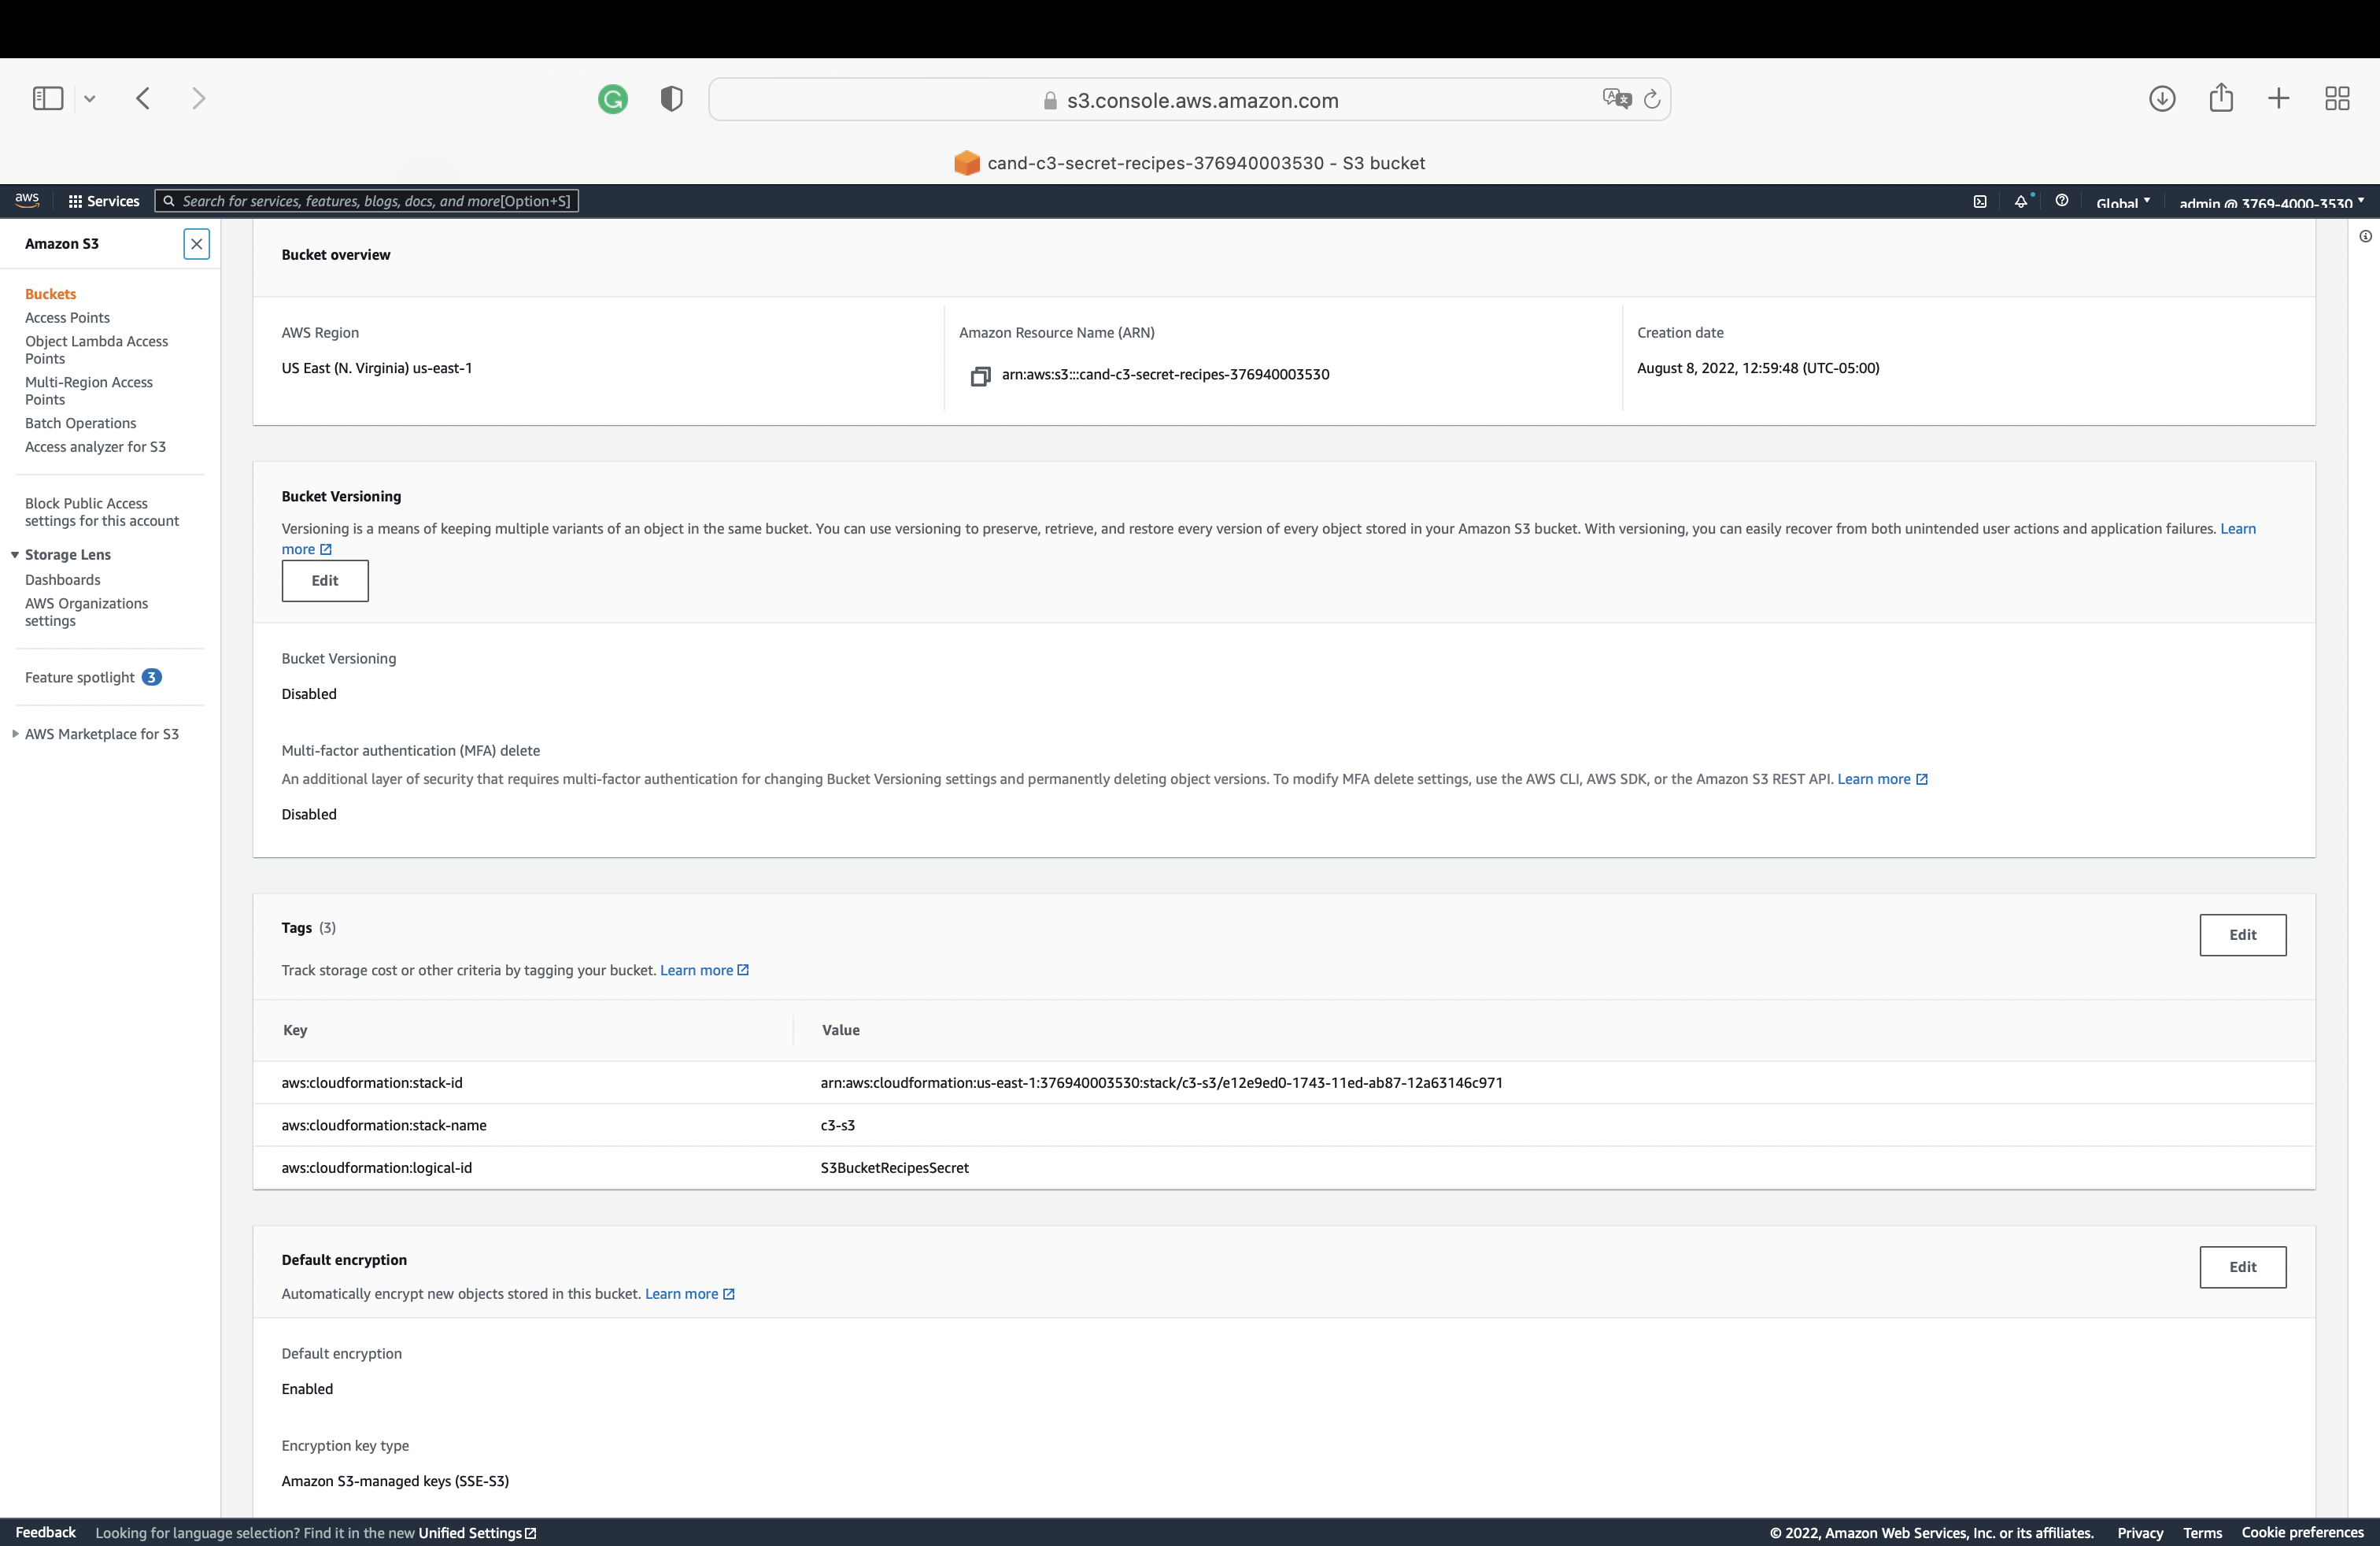 s3.console.aws.amazon.com
cand-c3-secret-recipes-376940003530 - S3 bucket
aws
Services
Search for services, features, blogs, docs, and more
[Option+S]
Global
admin @ 3769-4000-3530
Amazon S3
Buckets
Access Points
Object Lambda Access
Points
Multi-Region Access
Points
Batch Operations
Access analyzer for S3
Block Public Access
settings for this account
Storage Lens
Dashboards
AWS Organizations
settings
Feature spotlight 3
AWS Marketplace for S3
Bucket overview
AWS Region
US East (N. Virginia) us-east-1
Amazon Resource Name (ARN)
arn:aws:s3:::cand-c3-secret-recipes-376940003530
Creation date
August 8, 2022, 12:59:48 (UTC-05:00)
Bucket Versioning
Versioning is a means of keeping multiple variants of an object in the same bucket. You can use versioning to preserve, retrieve, and restore every version of every object stored in your Amazon S3 bucket. With versioning, you can easily recover from both unintended user actions and application failures. Learn
more
Edit
Bucket Versioning
Disabled
Multi-factor authentication (MFA) delete
An additional layer of security that requires multi-factor authentication for changing Bucket Versioning settings and permanently deleting object versions. To modify MFA delete settings, use the AWS CLI, AWS SDK, or the Amazon S3 REST API. Learn more
Disabled
Tags (3)
Edit
Track storage cost or other criteria by tagging your bucket. Learn more
Key Value
aws:cloudformation:stack-id arn:aws:cloudformation:us-east-1:376940003530:stack/c3-s3/e12e9ed0-1743-11ed-ab87-12a63146c971
aws:cloudformation:stack-name c3-s3
aws:cloudformation:logical-id S3BucketRecipesSecret
Default encryption
Edit
Automatically encrypt new objects stored in this bucket. Learn more
Default encryption
Enabled
Encryption key type
Amazon S3-managed keys (SSE-S3)
Feedback Looking for language selection? Find it in the new Unified Settings
© 2022, Amazon Web Services, Inc. or its affiliates. Privacy Terms Cookie preferences